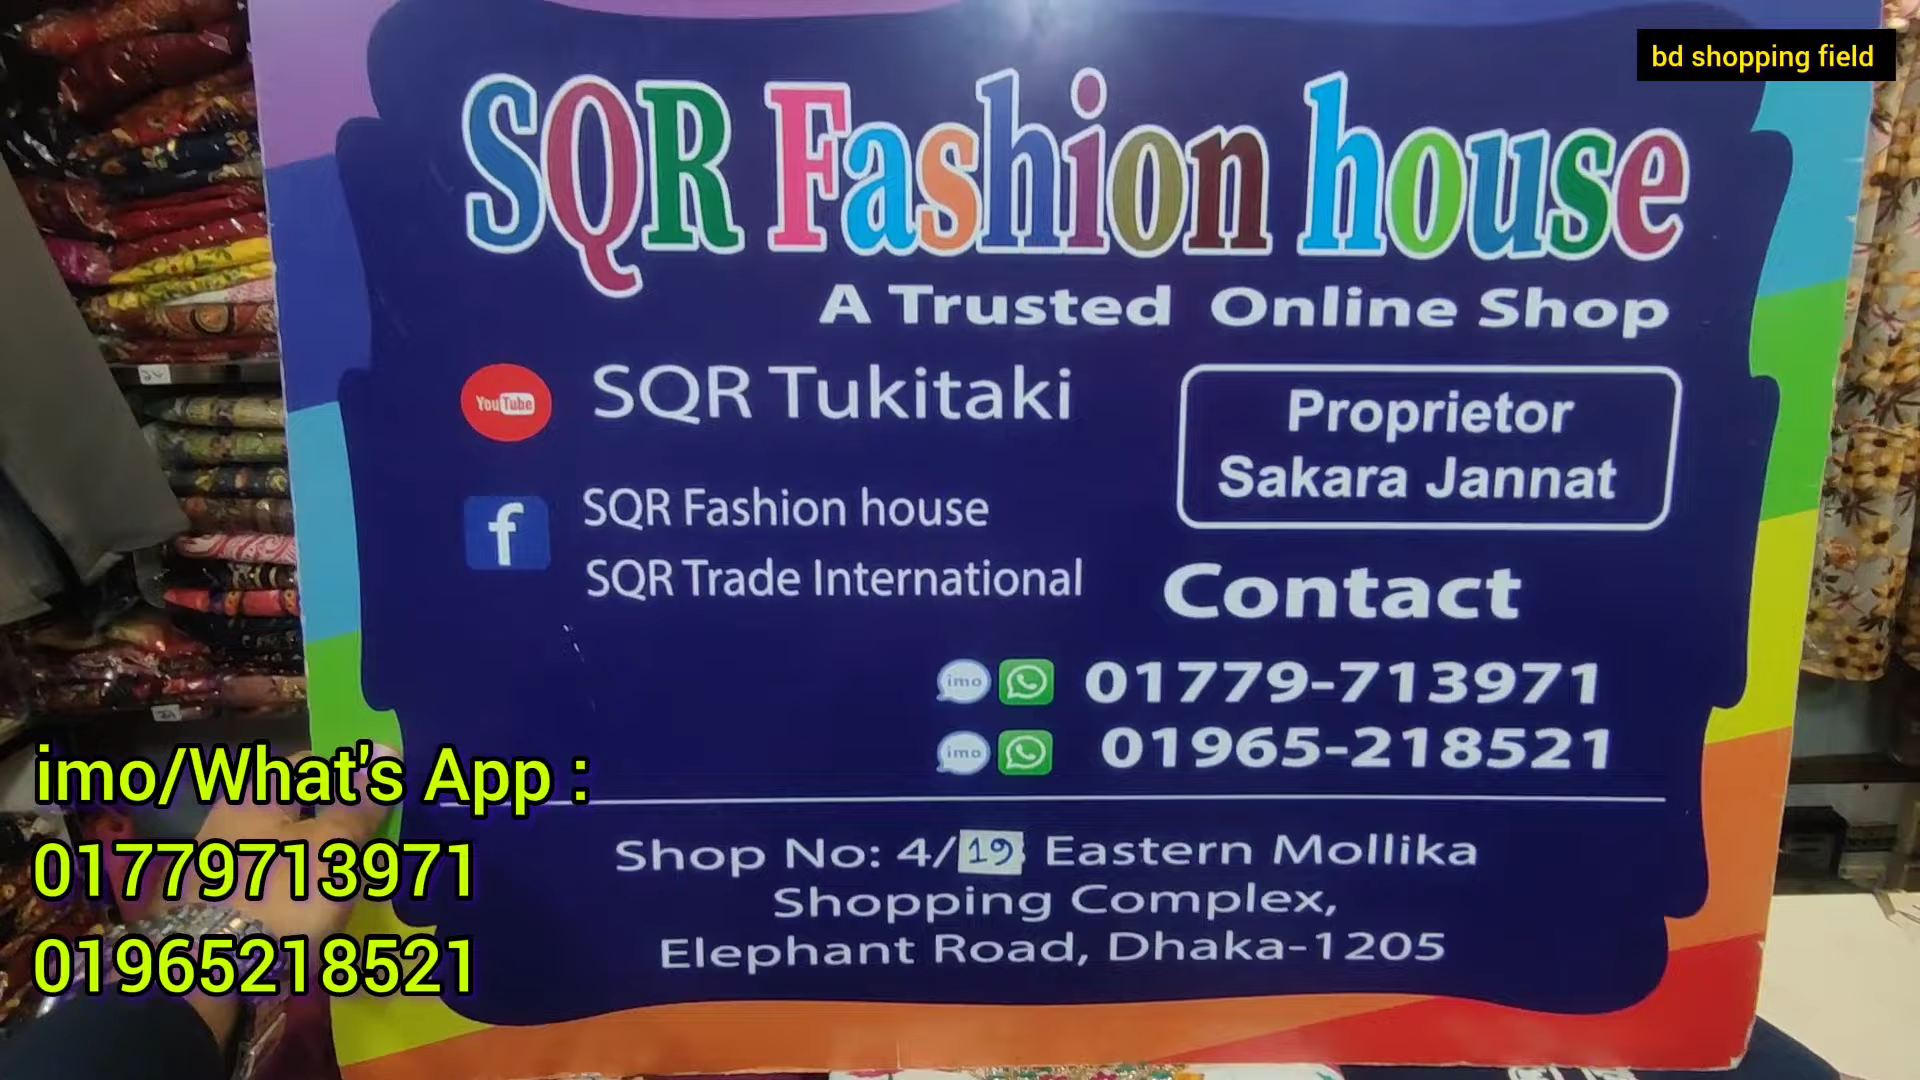 bd shopping field
SQR Fashion house
A Trusted Online Shop
YouTube
SQR Tukitaki
Proprietor
Sakara Jannat
f
SQR Fashion house
SQR Trade International
Contact
imo 01779-713971
imo 01965-218521
Shop No: 4/19 Eastern Mollika
Shopping Complex,
Elephant Road, Dhaka-1205
imo/What's App :
01779713971
01965218521